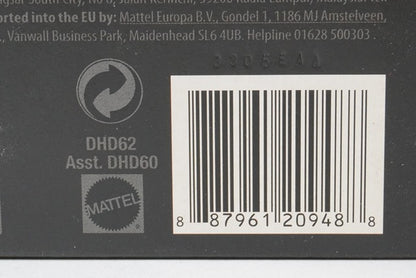 ported into the EU by: Mattel Europa B.V., Gondel 1, 1186 MJ Amstelveen,
Vanwall Business Park, Maidenhead SL6 4UB. Helpline 01628 500303 .
DHD62
Asst. DHD60
MATTEL
8 87961 20948 8